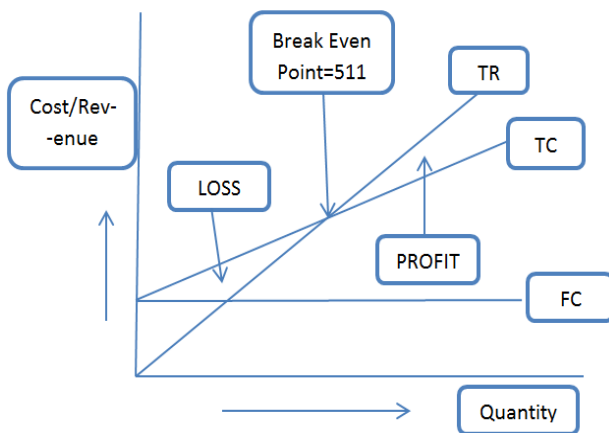 Break Even
Point=511
TR
Cost/Rev-
-enue
TC
LOSS
PROFIT
FC
Quantity